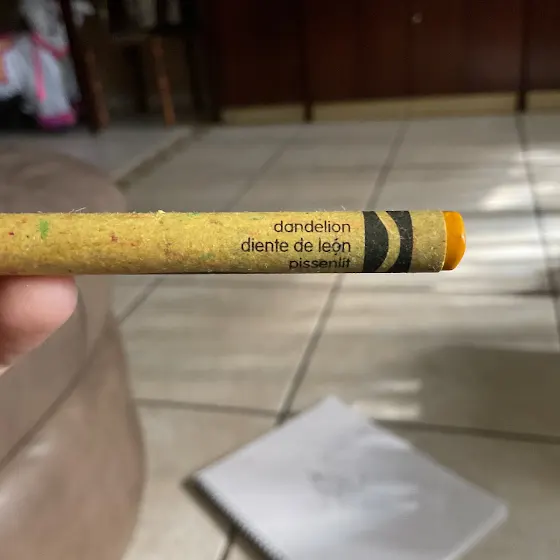 dandelion
diente de león
pissenlit